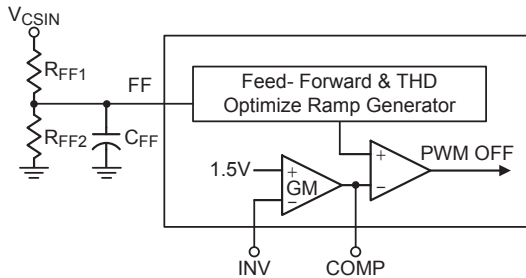 VCSIN
RFF1
FF
Feed- Forward & THD
Optimize Ramp Generator
RFF2
CFF
1.5V
+
GM
−
+
−
PWM OFF
INV
COMP